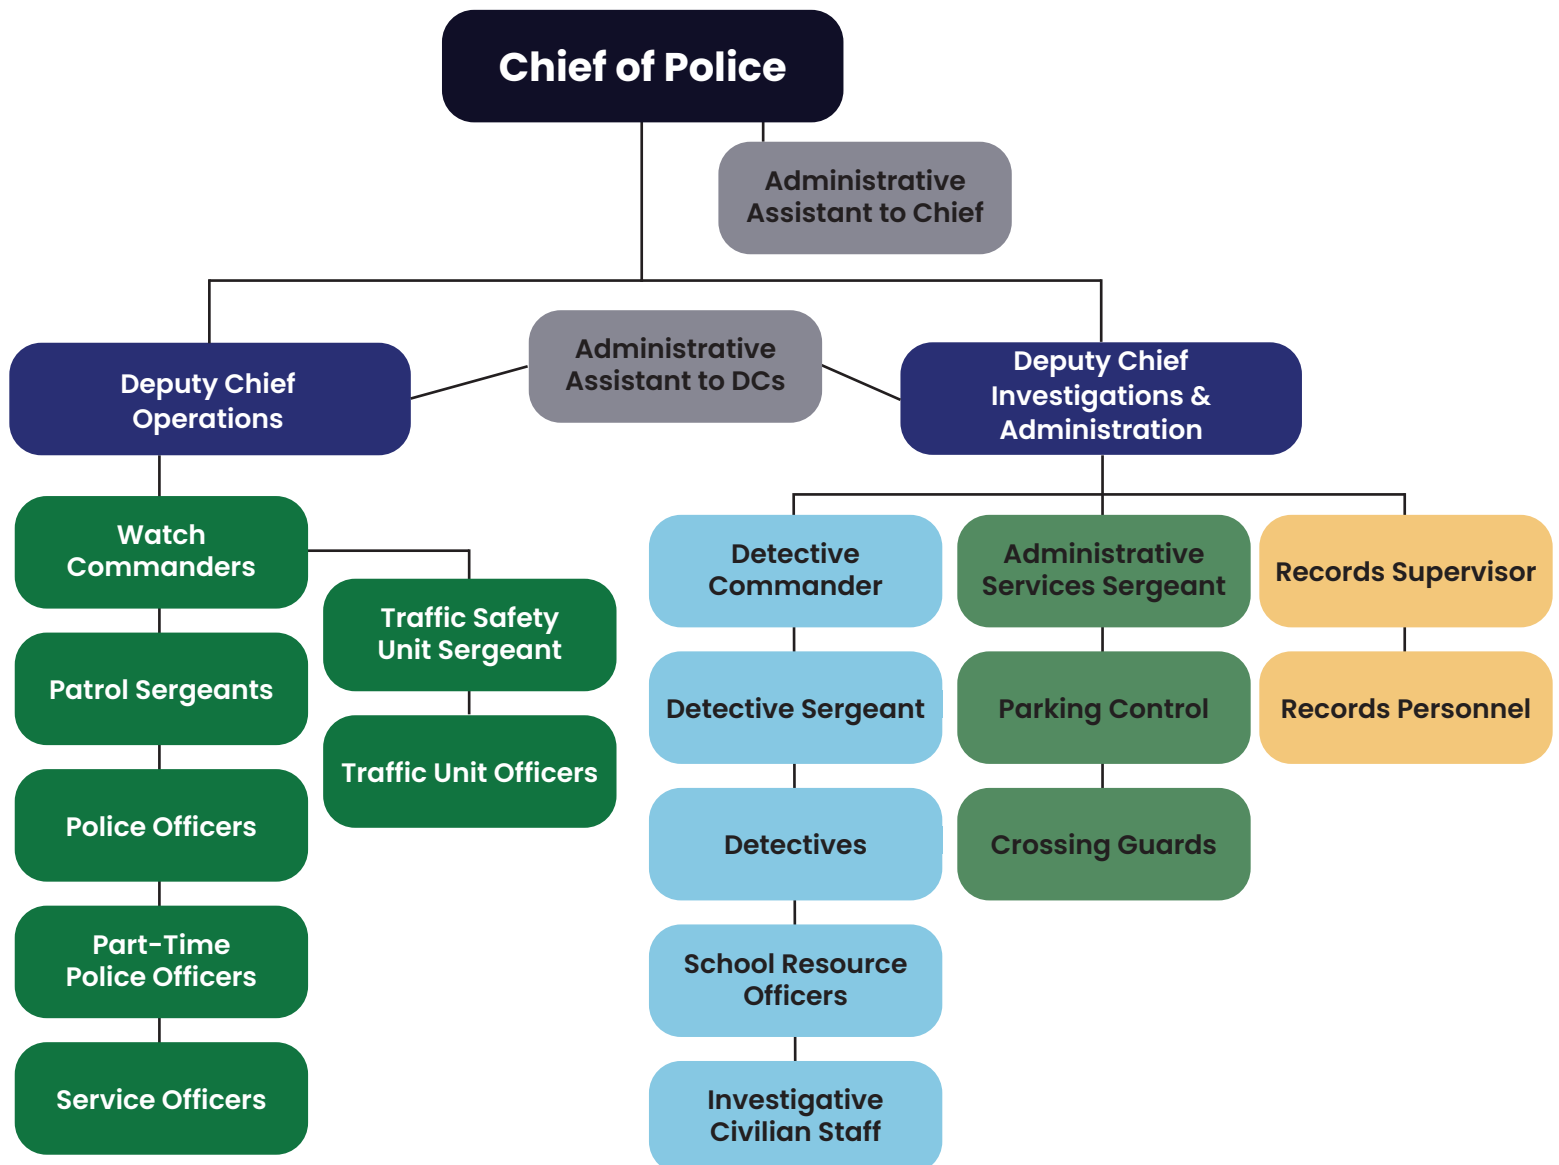 Chief of Police
Administrative
Assistant to Chief
Administrative
Assistant to DCs
Deputy Chief
Operations
Deputy Chief
Investigations &
Administration
Watch
Commanders
Traffic Safety
Unit Sergeant
Patrol Sergeants
Traffic Unit Officers
Police Officers
Part-Time
Police Officers
Service Officers
Detective
Commander
Detective Sergeant
Detectives
School Resource
Officers
Investigative
Civilian Staff
Administrative
Services Sergeant
Parking Control
Crossing Guards
Records Supervisor
Records Personnel